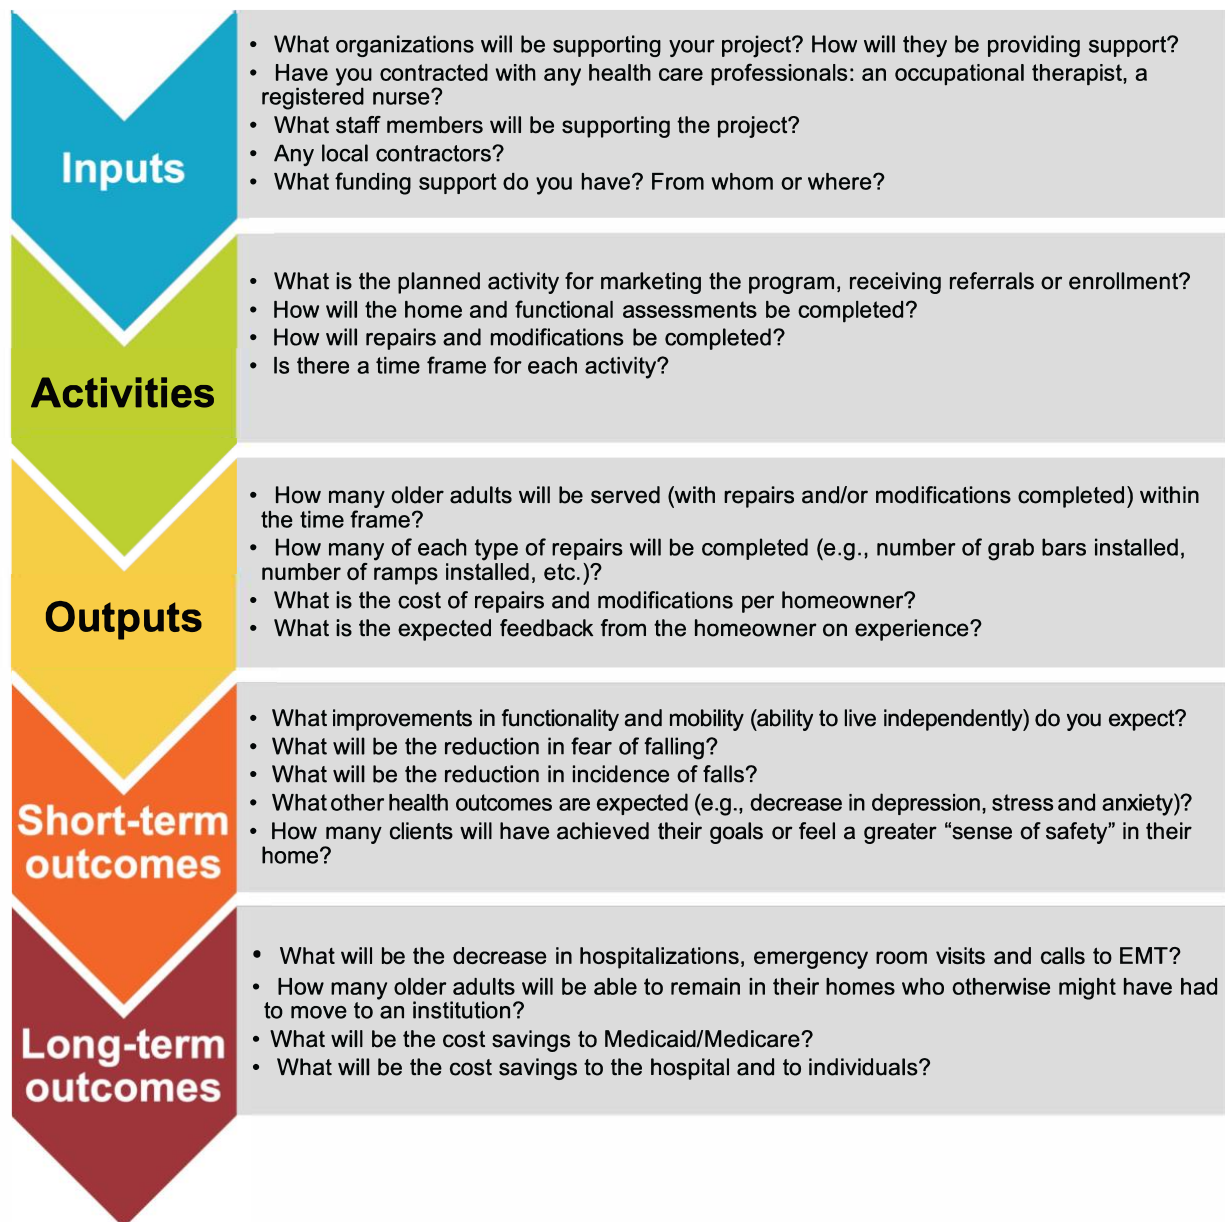 Inputs
• What organizations will be supporting your project? How will they be providing support?
• Have you contracted with any health care professionals: an occupational therapist, a
registered nurse?
• What staff members will be supporting the project?
• Any local contractors?
• What funding support do you have? From whom or where?
Activities
• What is the planned activity for marketing the program, receiving referrals or enrollment?
• How will the home and functional assessments be completed?
• How will repairs and modifications be completed?
• Is there a time frame for each activity?
Outputs
• How many older adults will be served (with repairs and/or modifications completed) within
the time frame?
• How many of each type of repairs will be completed (e.g., number of grab bars installed,
number of ramps installed, etc.)?
• What is the cost of repairs and modifications per homeowner?
• What is the expected feedback from the homeowner on experience?
Short-term
outcomes
• What improvements in functionality and mobility (ability to live independently) do you expect?
• What will be the reduction in fear of falling?
• What will be the reduction in incidence of falls?
• What other health outcomes are expected (e.g., decrease in depression, stress and anxiety)?
• How many clients will have achieved their goals or feel a greater “sense of safety” in their
home?
Long-term
outcomes
• What will be the decrease in hospitalizations, emergency room visits and calls to EMT?
• How many older adults will be able to remain in their homes who otherwise might have had
to move to an institution?
• What will be the cost savings to Medicaid/Medicare?
• What will be the cost savings to the hospital and to individuals?